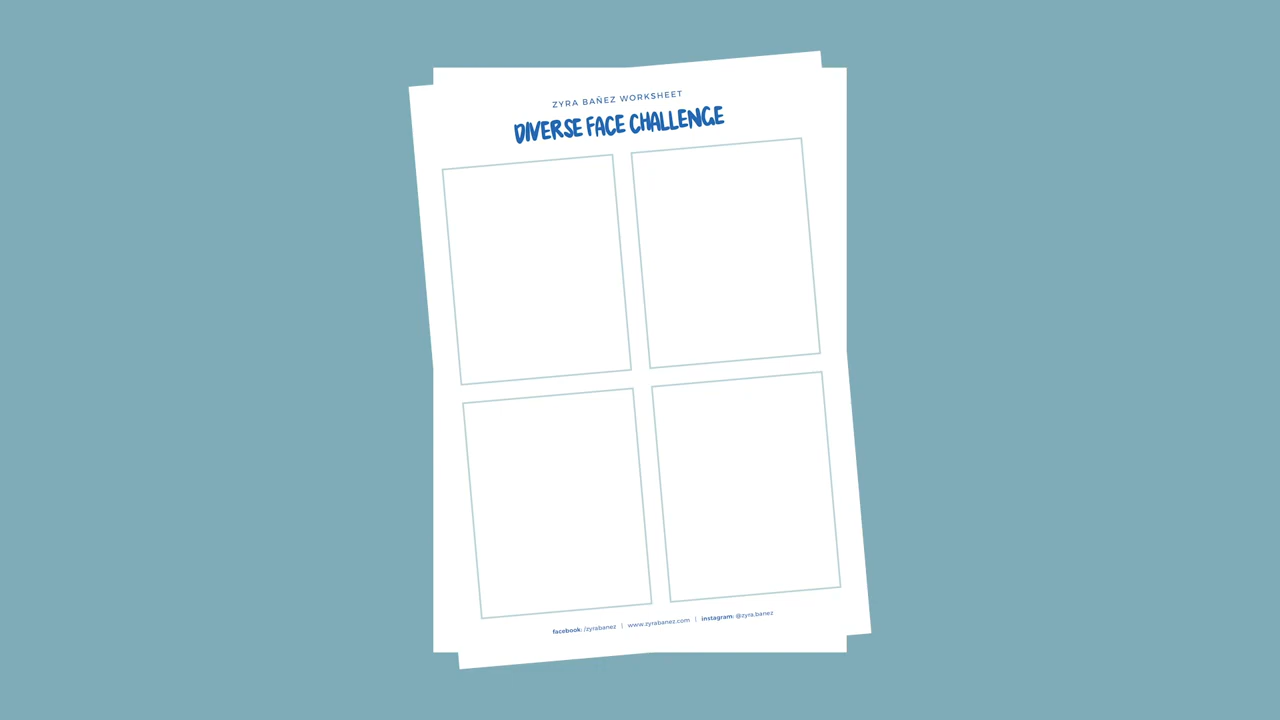 ZYRA BAÑEZ WORKSHEET
DIVERSE FACE CHALLENGE
facebook: /zyrabanez | www.zyrabanez.com | instagram: @zyra.banez